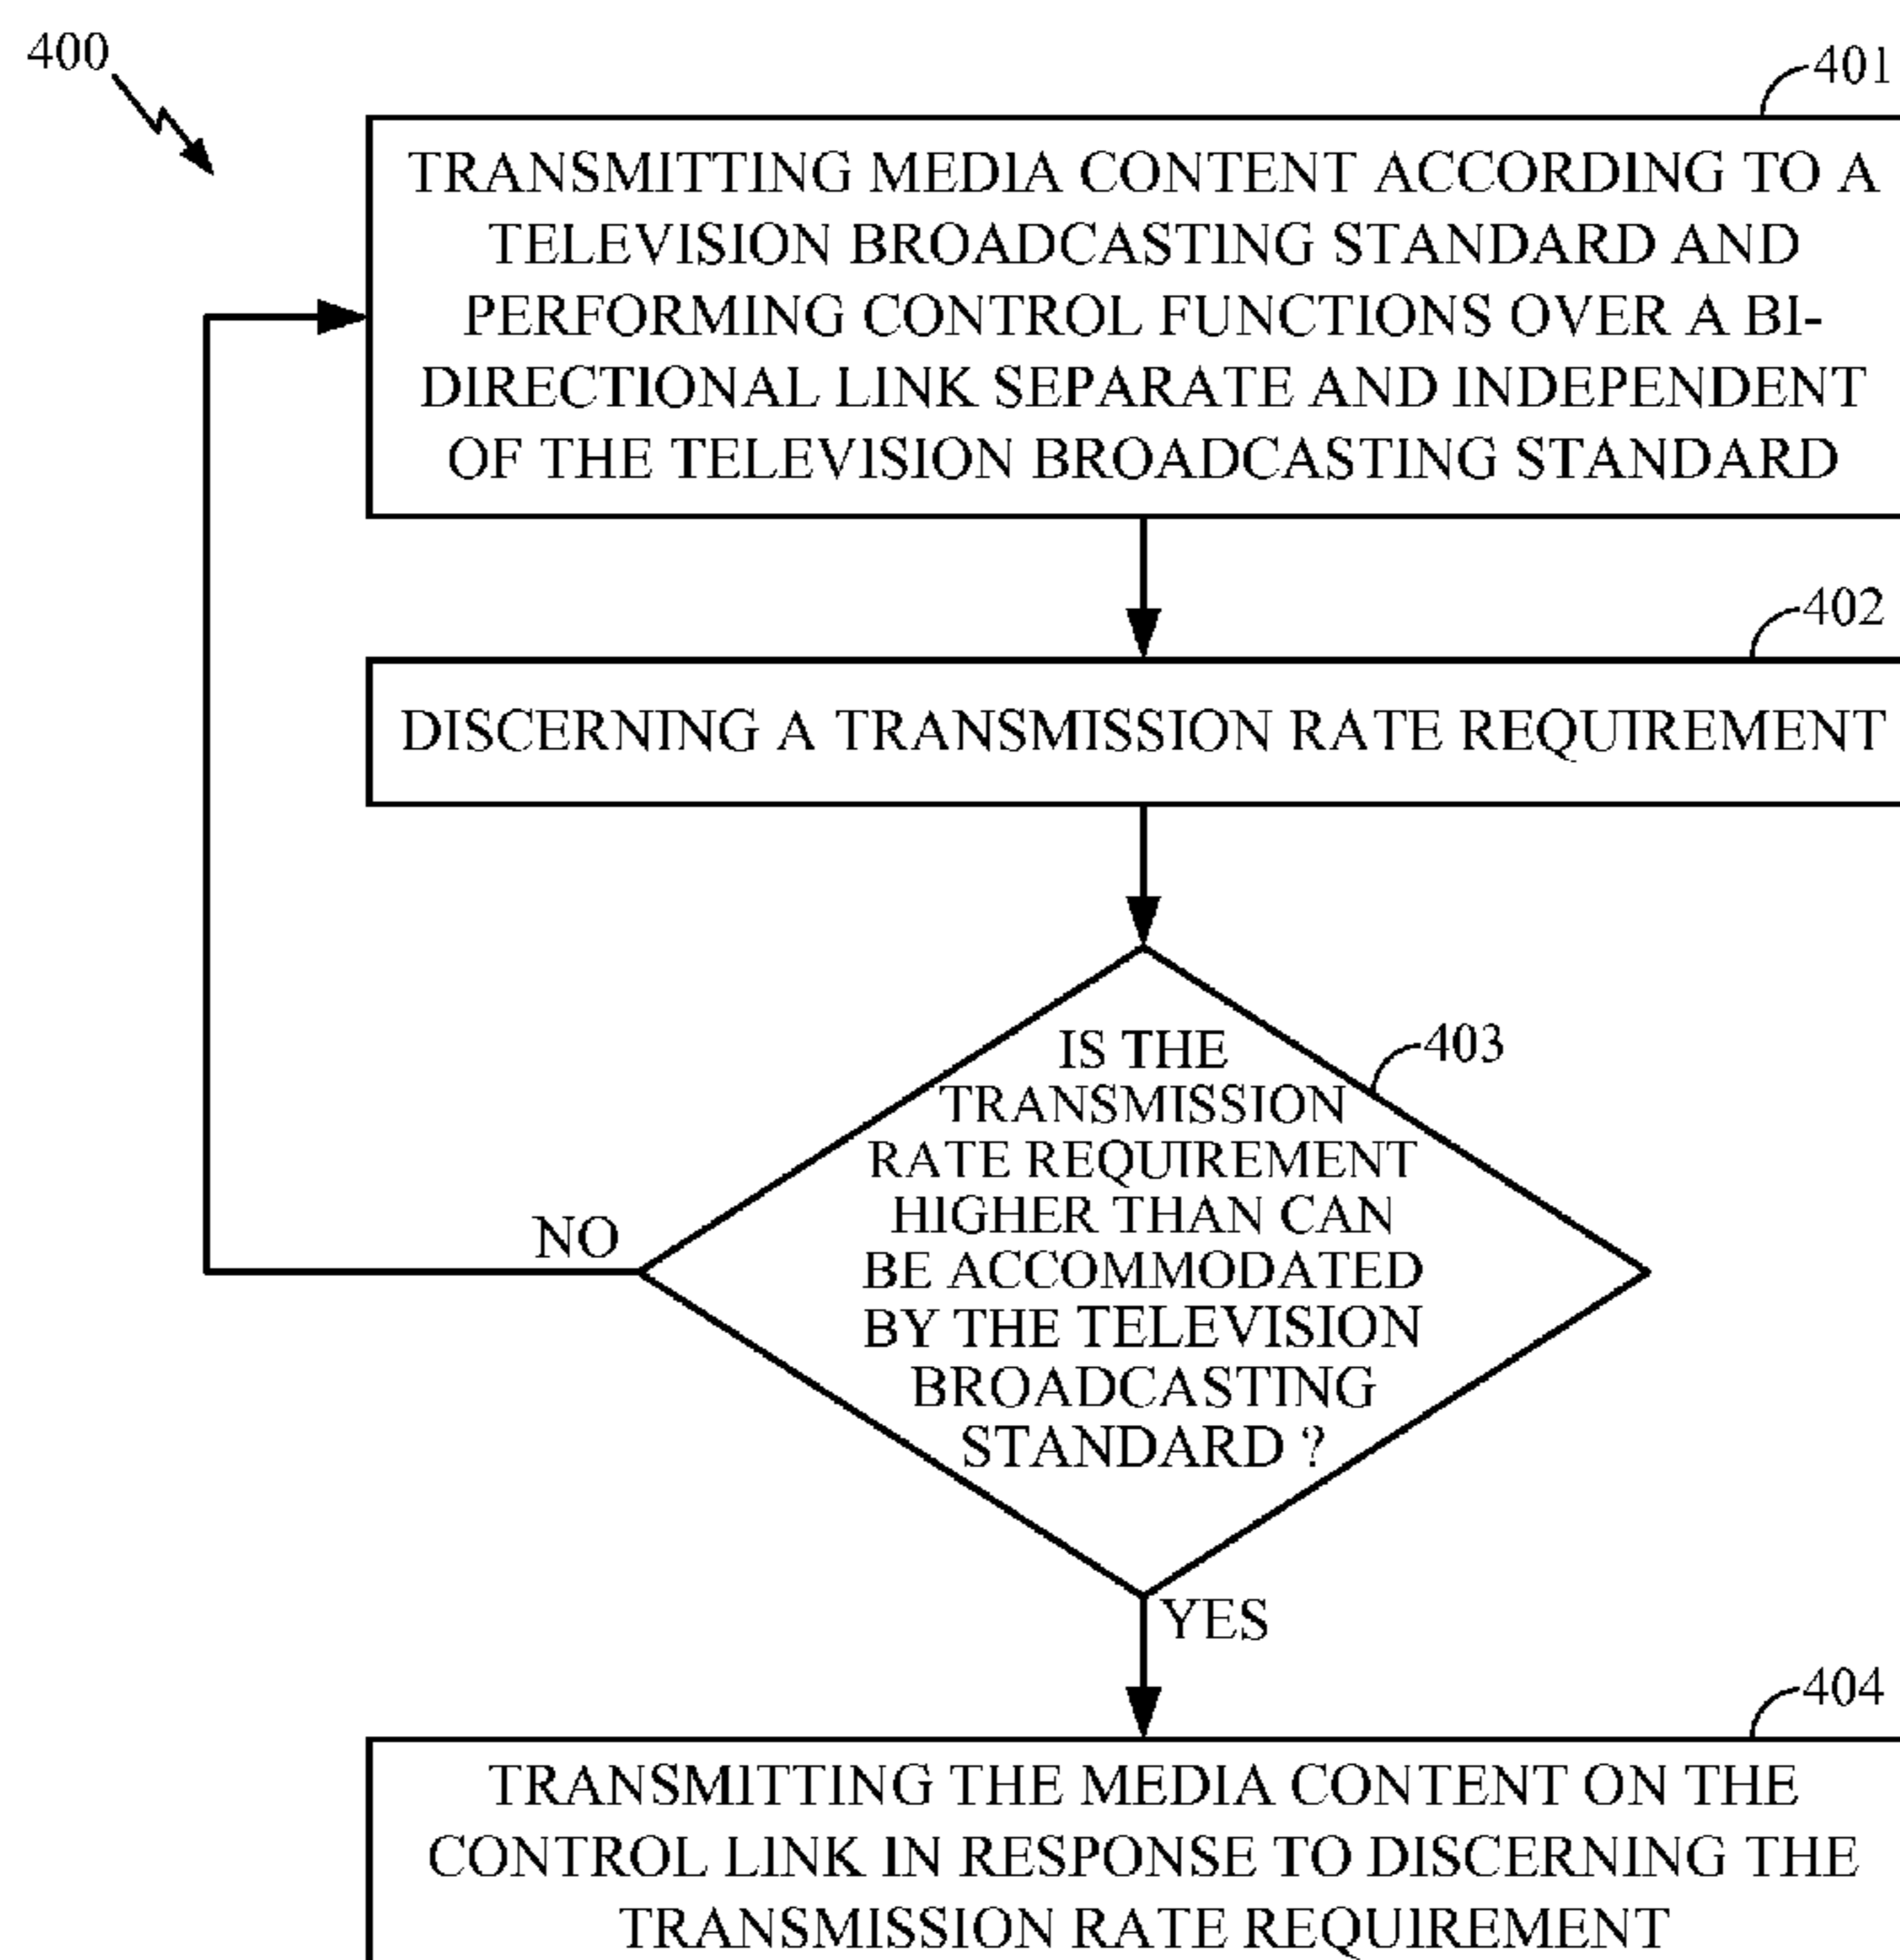 400
401
TRANSMITTING MEDIA CONTENT ACCORDING TO A
TELEVISION BROADCASTING STANDARD AND
PERFORMING CONTROL FUNCTIONS OVER A BI-
DIRECTIONAL LINK SEPARATE AND INDEPENDENT
OF THE TELEVISION BROADCASTING STANDARD
402
DISCERNING A TRANSMISSION RATE REQUIREMENT
403
IS THE
TRANSMISSION
RATE REQUIREMENT
HIGHER THAN CAN
BE ACCOMMODATED
BY THE TELEVISION
BROADCASTING
STANDARD ?
NO
YES
404
TRANSMITTING THE MEDIA CONTENT ON THE
CONTROL LINK IN RESPONSE TO DISCERNING THE
TRANSMISSION RATE REQUIREMENT